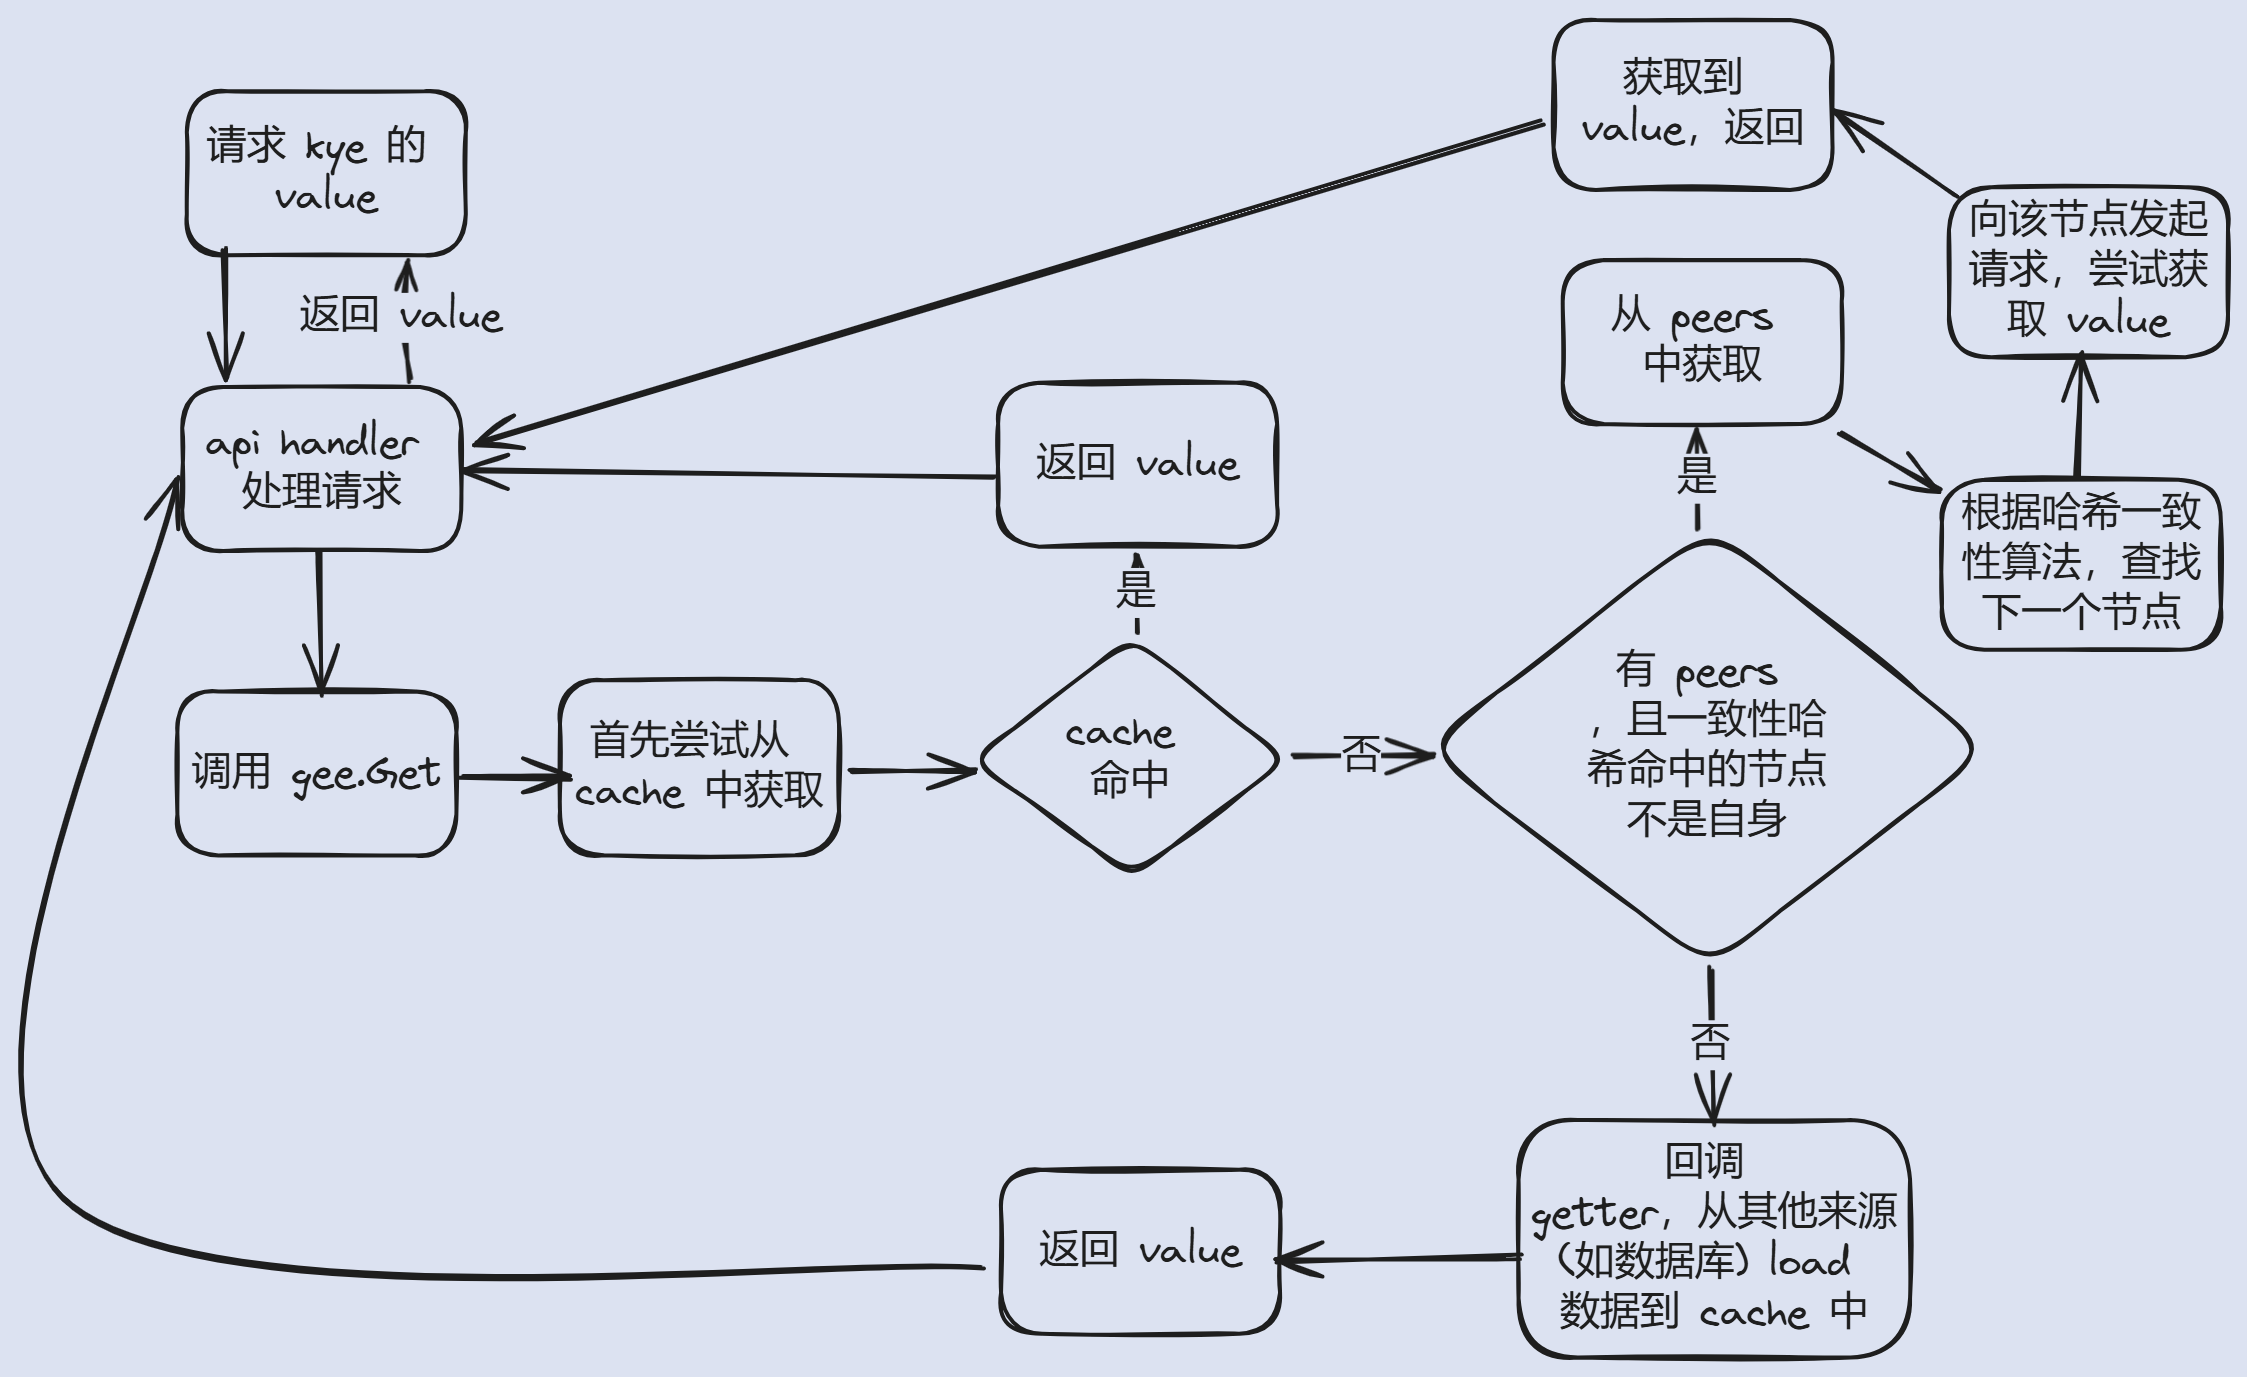 请求 kye 的
value
返回 value
api handler
处理请求
调用 gee.Get
首先尝试从
cache 中获取
cache
命中
是
返回 value
否
有 peers
，且一致性哈
希命中的节点
不是自身
是
从 peers
中获取
根据哈希一致
性算法，查找
下一个节点
向该节点发起
请求，尝试获
取 value
获取到
value，返回
否
回调
getter，从其他来源
（如数据库）load
数据到 cache 中
返回 value